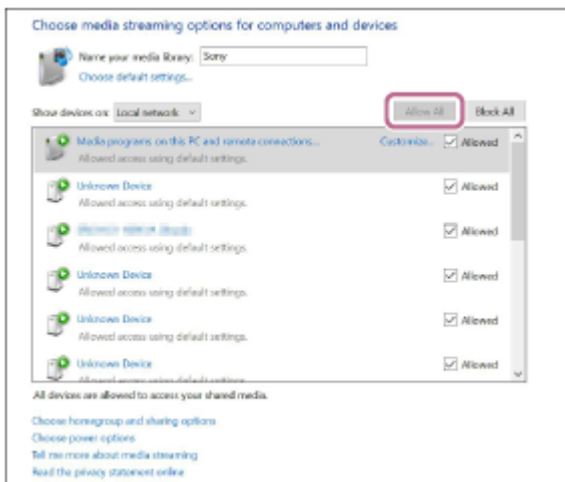 Choose media streaming options for computers and devices
Name your media library: Sony
Choose default settings...
Show devices on: Local network
Allow All
Block All
Media programs on this PC and remote connections...
Customize...
Allowed
Allowed access using default settings.
Unknown Device
Allowed
Allowed access using default settings.
Allowed
Allowed access using default settings.
Unknown Device
Allowed
Allowed access using default settings.
Unknown Device
Allowed
Allowed access using default settings.
Unknown Device
Allowed
Allowed access using default settings.
All devices are allowed to access your shared media.
Choose homegroup and sharing options
Choose power options
Tell me more about media streaming
Read the privacy statement online